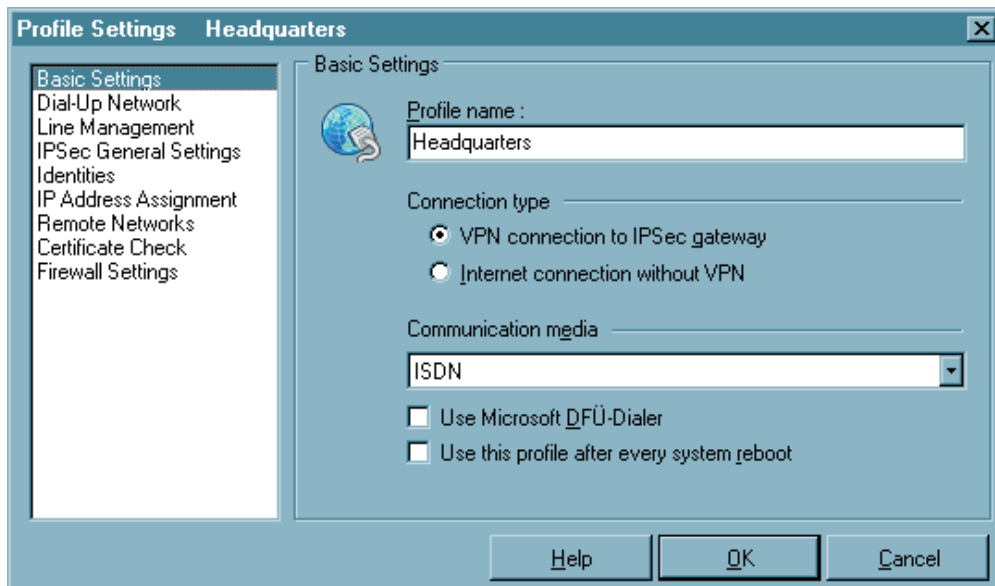 Profile Settings Headquarters
Basic Settings
Dial-Up Network
Line Management
IPSec General Settings
Identities
IP Address Assignment
Remote Networks
Certificate Check
Firewall Settings
Basic Settings
Profile name :
Headquarters
Connection type
VPN connection to IPSec gateway
Internet connection without VPN
Communication media
ISDN
Use Microsoft DFÜ-Dialer
Use this profile after every system reboot
Help
OK
Cancel